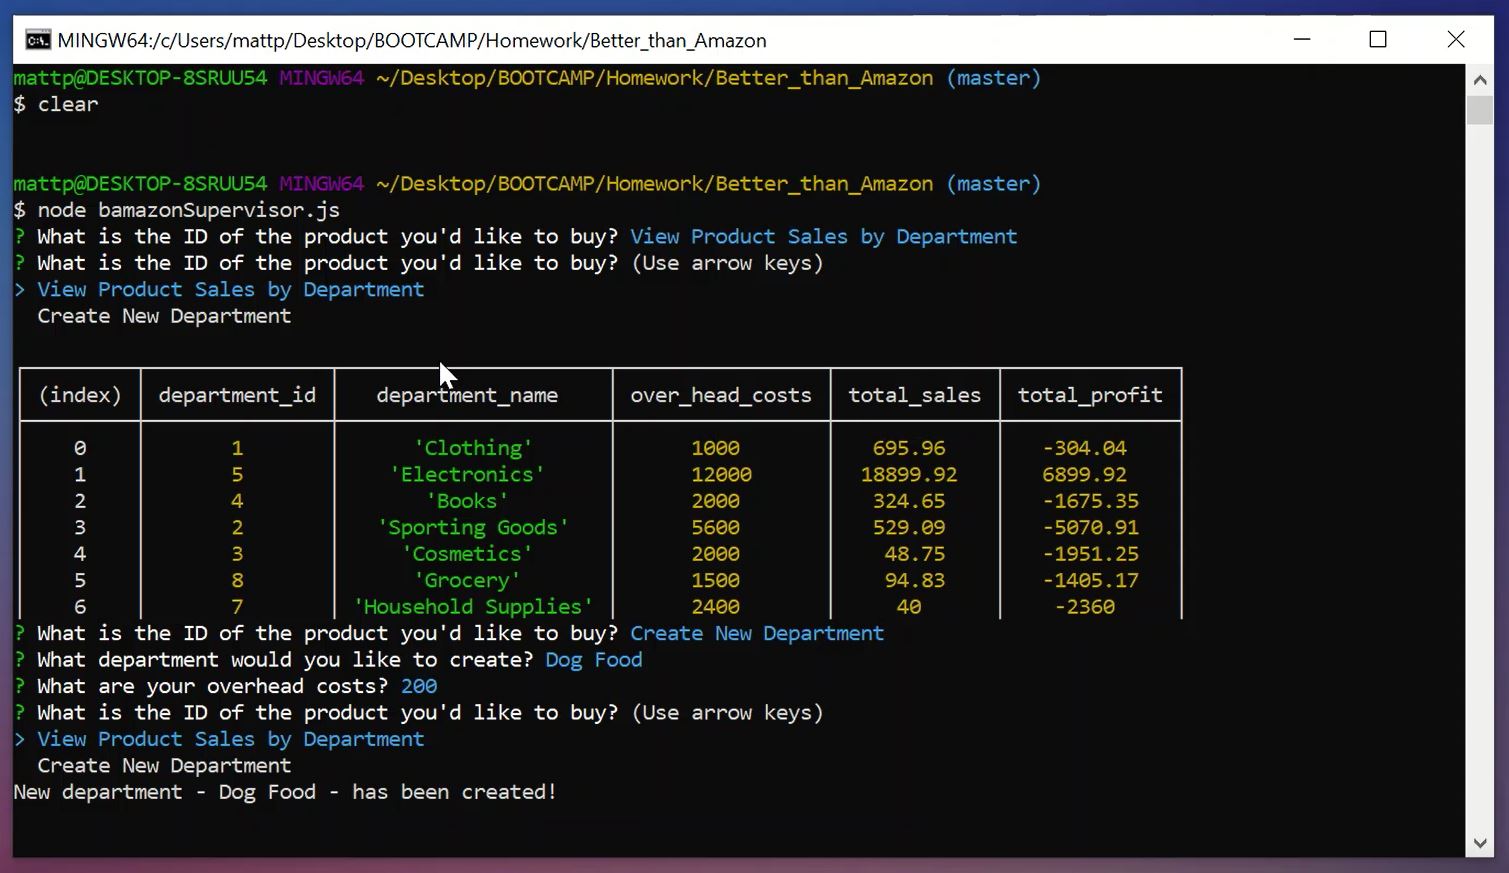 MINGW64:/c/Users/mattp/Desktop/BOOTCAMP/Homework/Better_than_Amazon
mattp@DESKTOP-8SRUU54 MINGW64 ~/Desktop/BOOTCAMP/Homework/Better_than_Amazon (master)
$ clear
mattp@DESKTOP-8SRUU54 MINGW64 ~/Desktop/BOOTCAMP/Homework/Better_than_Amazon (master)
$ node bamazonSupervisor.js
? What is the ID of the product you'd like to buy? View Product Sales by Department
? What is the ID of the product you'd like to buy? (Use arrow keys)
> View Product Sales by Department
Create New Department
(index) department_id department_name over_head_costs total_sales total_profit
0 1 'Clothing' 1000 695.96 -304.04
1 5 'Electronics' 12000 18899.92 6899.92
2 4 'Books' 2000 324.65 -1675.35
3 2 'Sporting Goods' 5600 529.09 -5070.91
4 3 'Cosmetics' 2000 48.75 -1951.25
5 8 'Grocery' 1500 94.83 -1405.17
6 7 'Household Supplies' 2400 40 -2360
? What is the ID of the product you'd like to buy? Create New Department
? What department would you like to create? Dog Food
? What are your overhead costs? 200
? What is the ID of the product you'd like to buy? (Use arrow keys)
> View Product Sales by Department
Create New Department
New department - Dog Food - has been created!